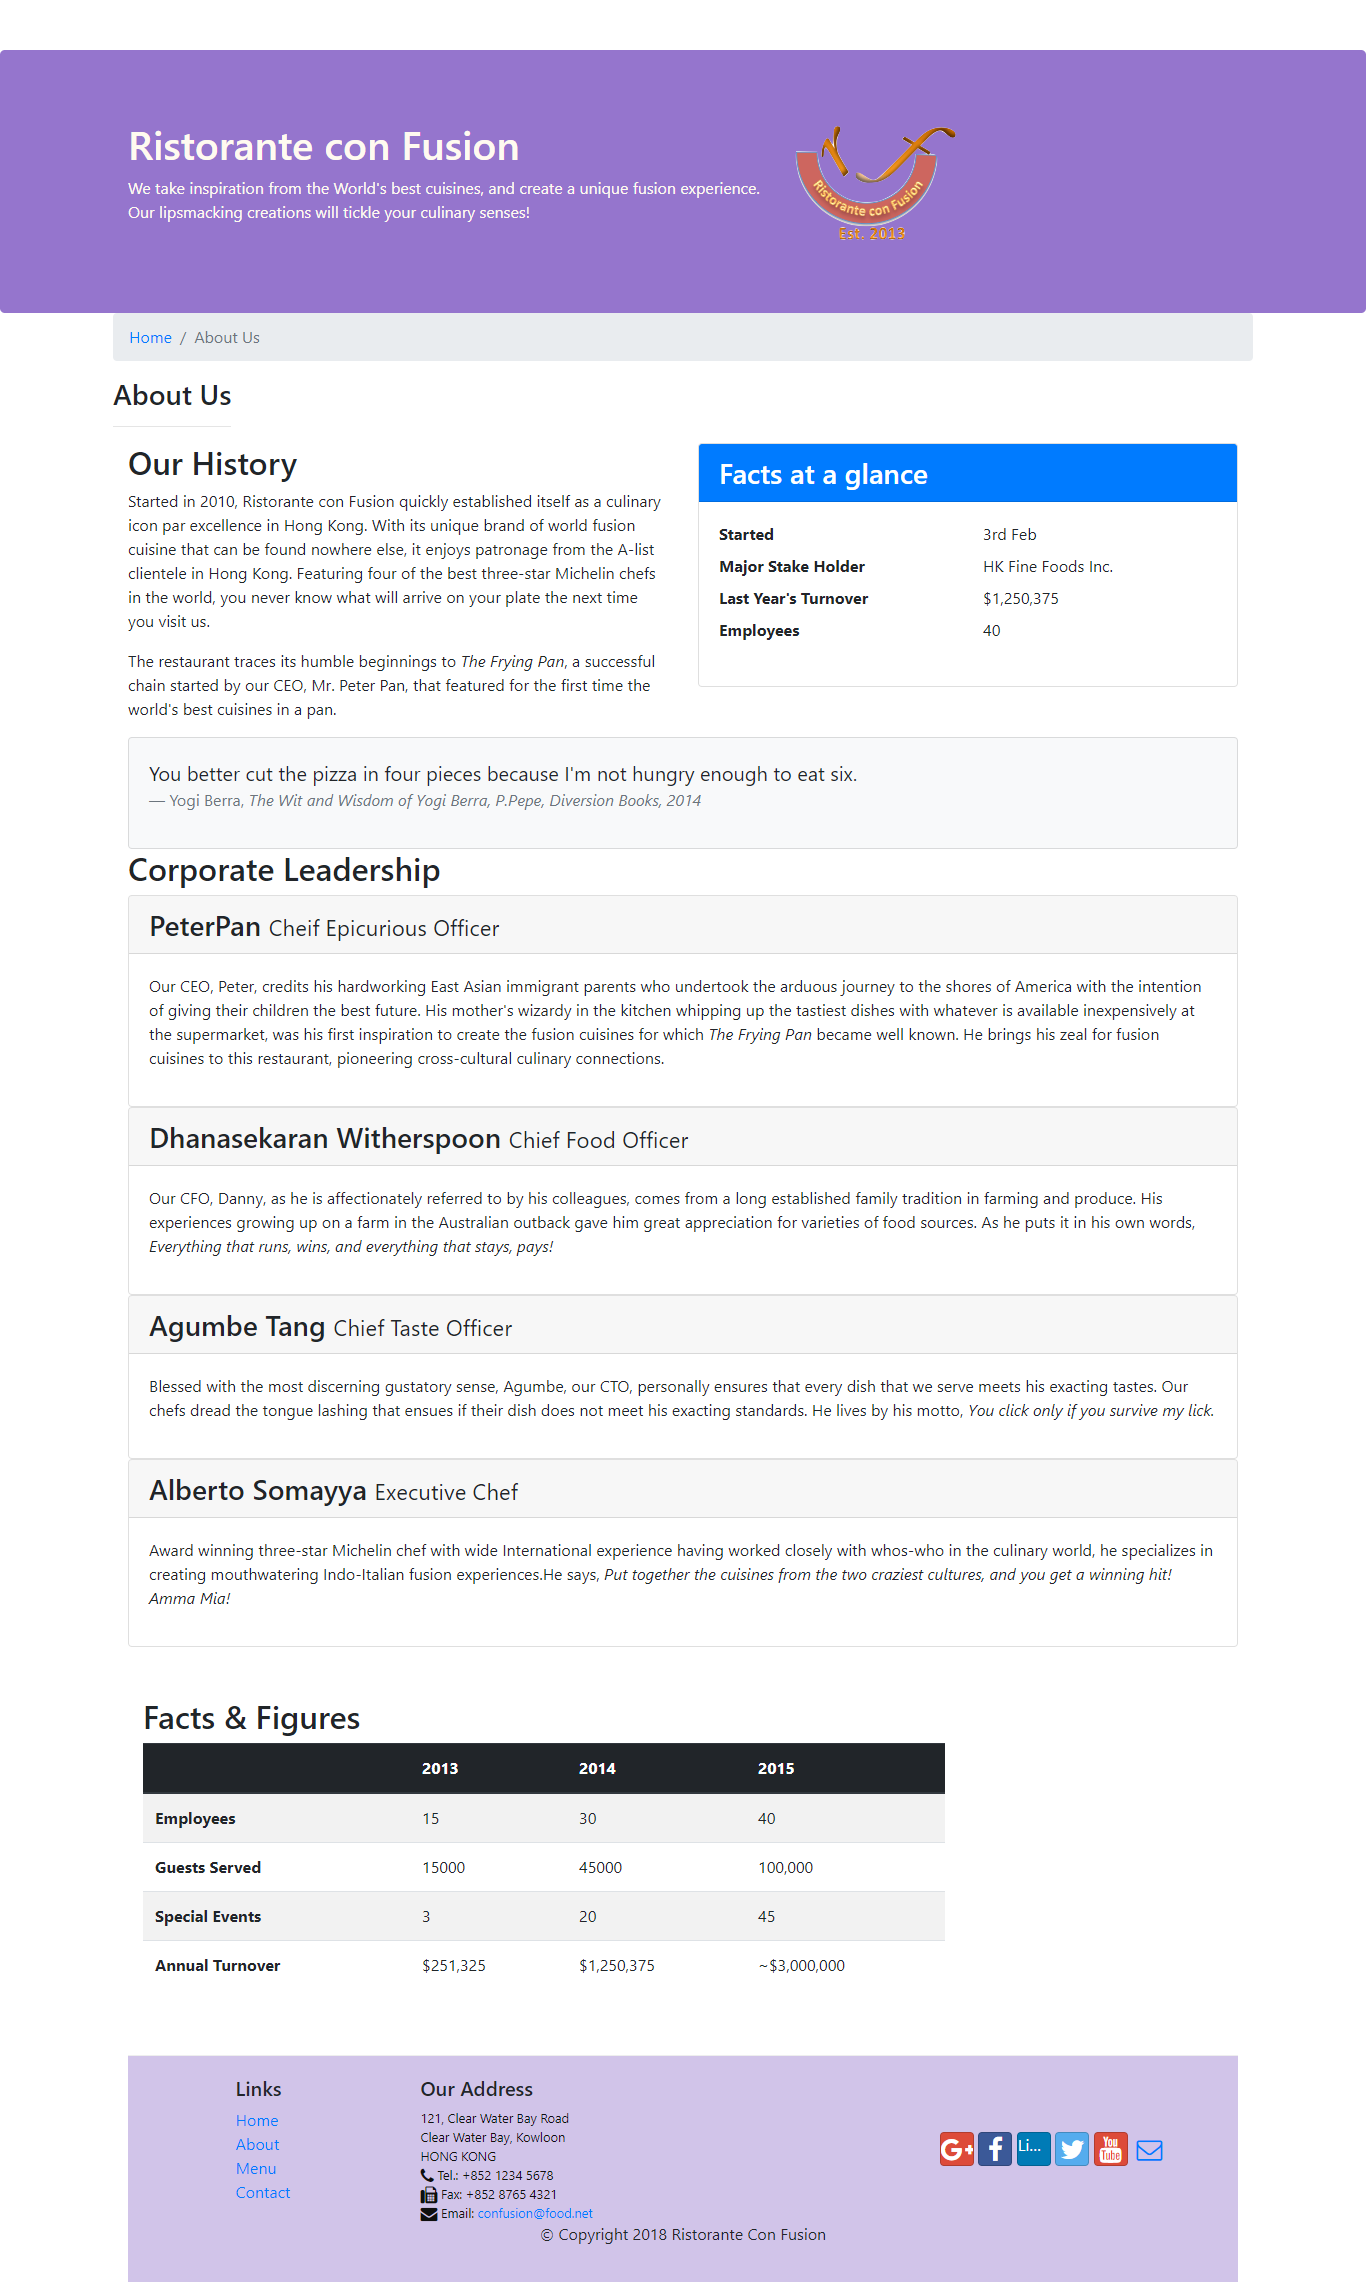 Ristorante con Fusion
We take inspiration from the World's best cuisines, and create a unique fusion experience.
Our lipsmacking creations will tickle your culinary senses!
Ristorante con Fusion
Est. 2013
Home / About Us
About Us
Our History
Started in 2010, Ristorante con Fusion quickly established itself as a culinary
icon par excellence in Hong Kong. With its unique brand of world fusion
cuisine that can be found nowhere else, it enjoys patronage from the A-list
clientele in Hong Kong. Featuring four of the best three-star Michelin chefs
in the world, you never know what will arrive on your plate the next time
you visit us.
The restaurant traces its humble beginnings to The Frying Pan, a successful
chain started by our CEO, Mr. Peter Pan, that featured for the first time the
world's best cuisines in a pan.
Facts at a glance
Started 3rd Feb
Major Stake Holder HK Fine Foods Inc.
Last Year's Turnover $1,250,375
Employees 40
You better cut the pizza in four pieces because I'm not hungry enough to eat six.
— Yogi Berra, The Wit and Wisdom of Yogi Berra, P.Pepe, Diversion Books, 2014
Corporate Leadership
PeterPan Cheif Epicurious Officer
Our CEO, Peter, credits his hardworking East Asian immigrant parents who undertook the arduous journey to the shores of America with the intention
of giving their children the best future. His mother's wizardy in the kitchen whipping up the tastiest dishes with whatever is available inexpensively at
the supermarket, was his first inspiration to create the fusion cuisines for which The Frying Pan became well known. He brings his zeal for fusion
cuisines to this restaurant, pioneering cross-cultural culinary connections.
Dhanasekaran Witherspoon Chief Food Officer
Our CFO, Danny, as he is affectionately referred to by his colleagues, comes from a long established family tradition in farming and produce. His
experiences growing up on a farm in the Australian outback gave him great appreciation for varieties of food sources. As he puts it in his own words,
Everything that runs, wins, and everything that stays, pays!
Agumbe Tang Chief Taste Officer
Blessed with the most discerning gustatory sense, Agumbe, our CTO, personally ensures that every dish that we serve meets his exacting tastes. Our
chefs dread the tongue lashing that ensues if their dish does not meet his exacting standards. He lives by his motto, You click only if you survive my lick.
Alberto Somayya Executive Chef
Award winning three-star Michelin chef with wide International experience having worked closely with whos-who in the culinary world, he specializes in
creating mouthwatering Indo-Italian fusion experiences.He says, Put together the cuisines from the two craziest cultures, and you get a winning hit!
Amma Mia!
Facts & Figures
2013 2014 2015
Employees 15 30 40
Guests Served 15000 45000 100,000
Special Events 3 20 45
Annual Turnover $251,325 $1,250,375 ~$3,000,000
Links
Home
About
Menu
Contact
Our Address
121, Clear Water Bay Road
Clear Water Bay, Kowloon
HONG KONG
Tel.: +852 1234 5678
Fax: +852 8765 4321
Email: confusion@food.net
G+ f Li... You Tube
© Copyright 2018 Ristorante Con Fusion